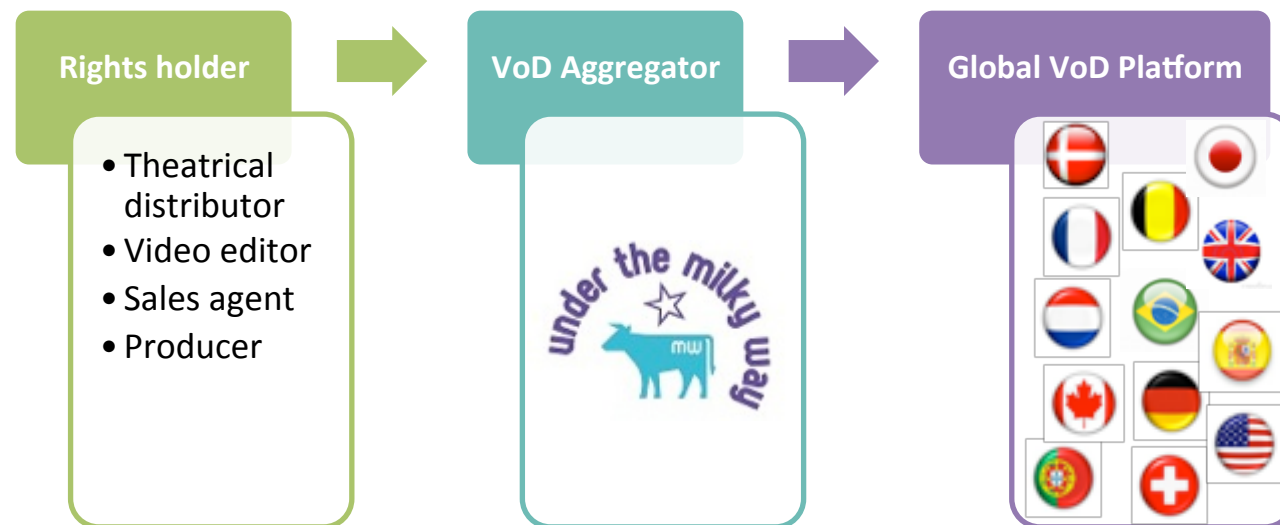 Rights holder
VoD Aggregator
Global VoD Platform
• Theatrical
distributor
• Video editor
• Sales agent
• Producer
under the milky way
mw